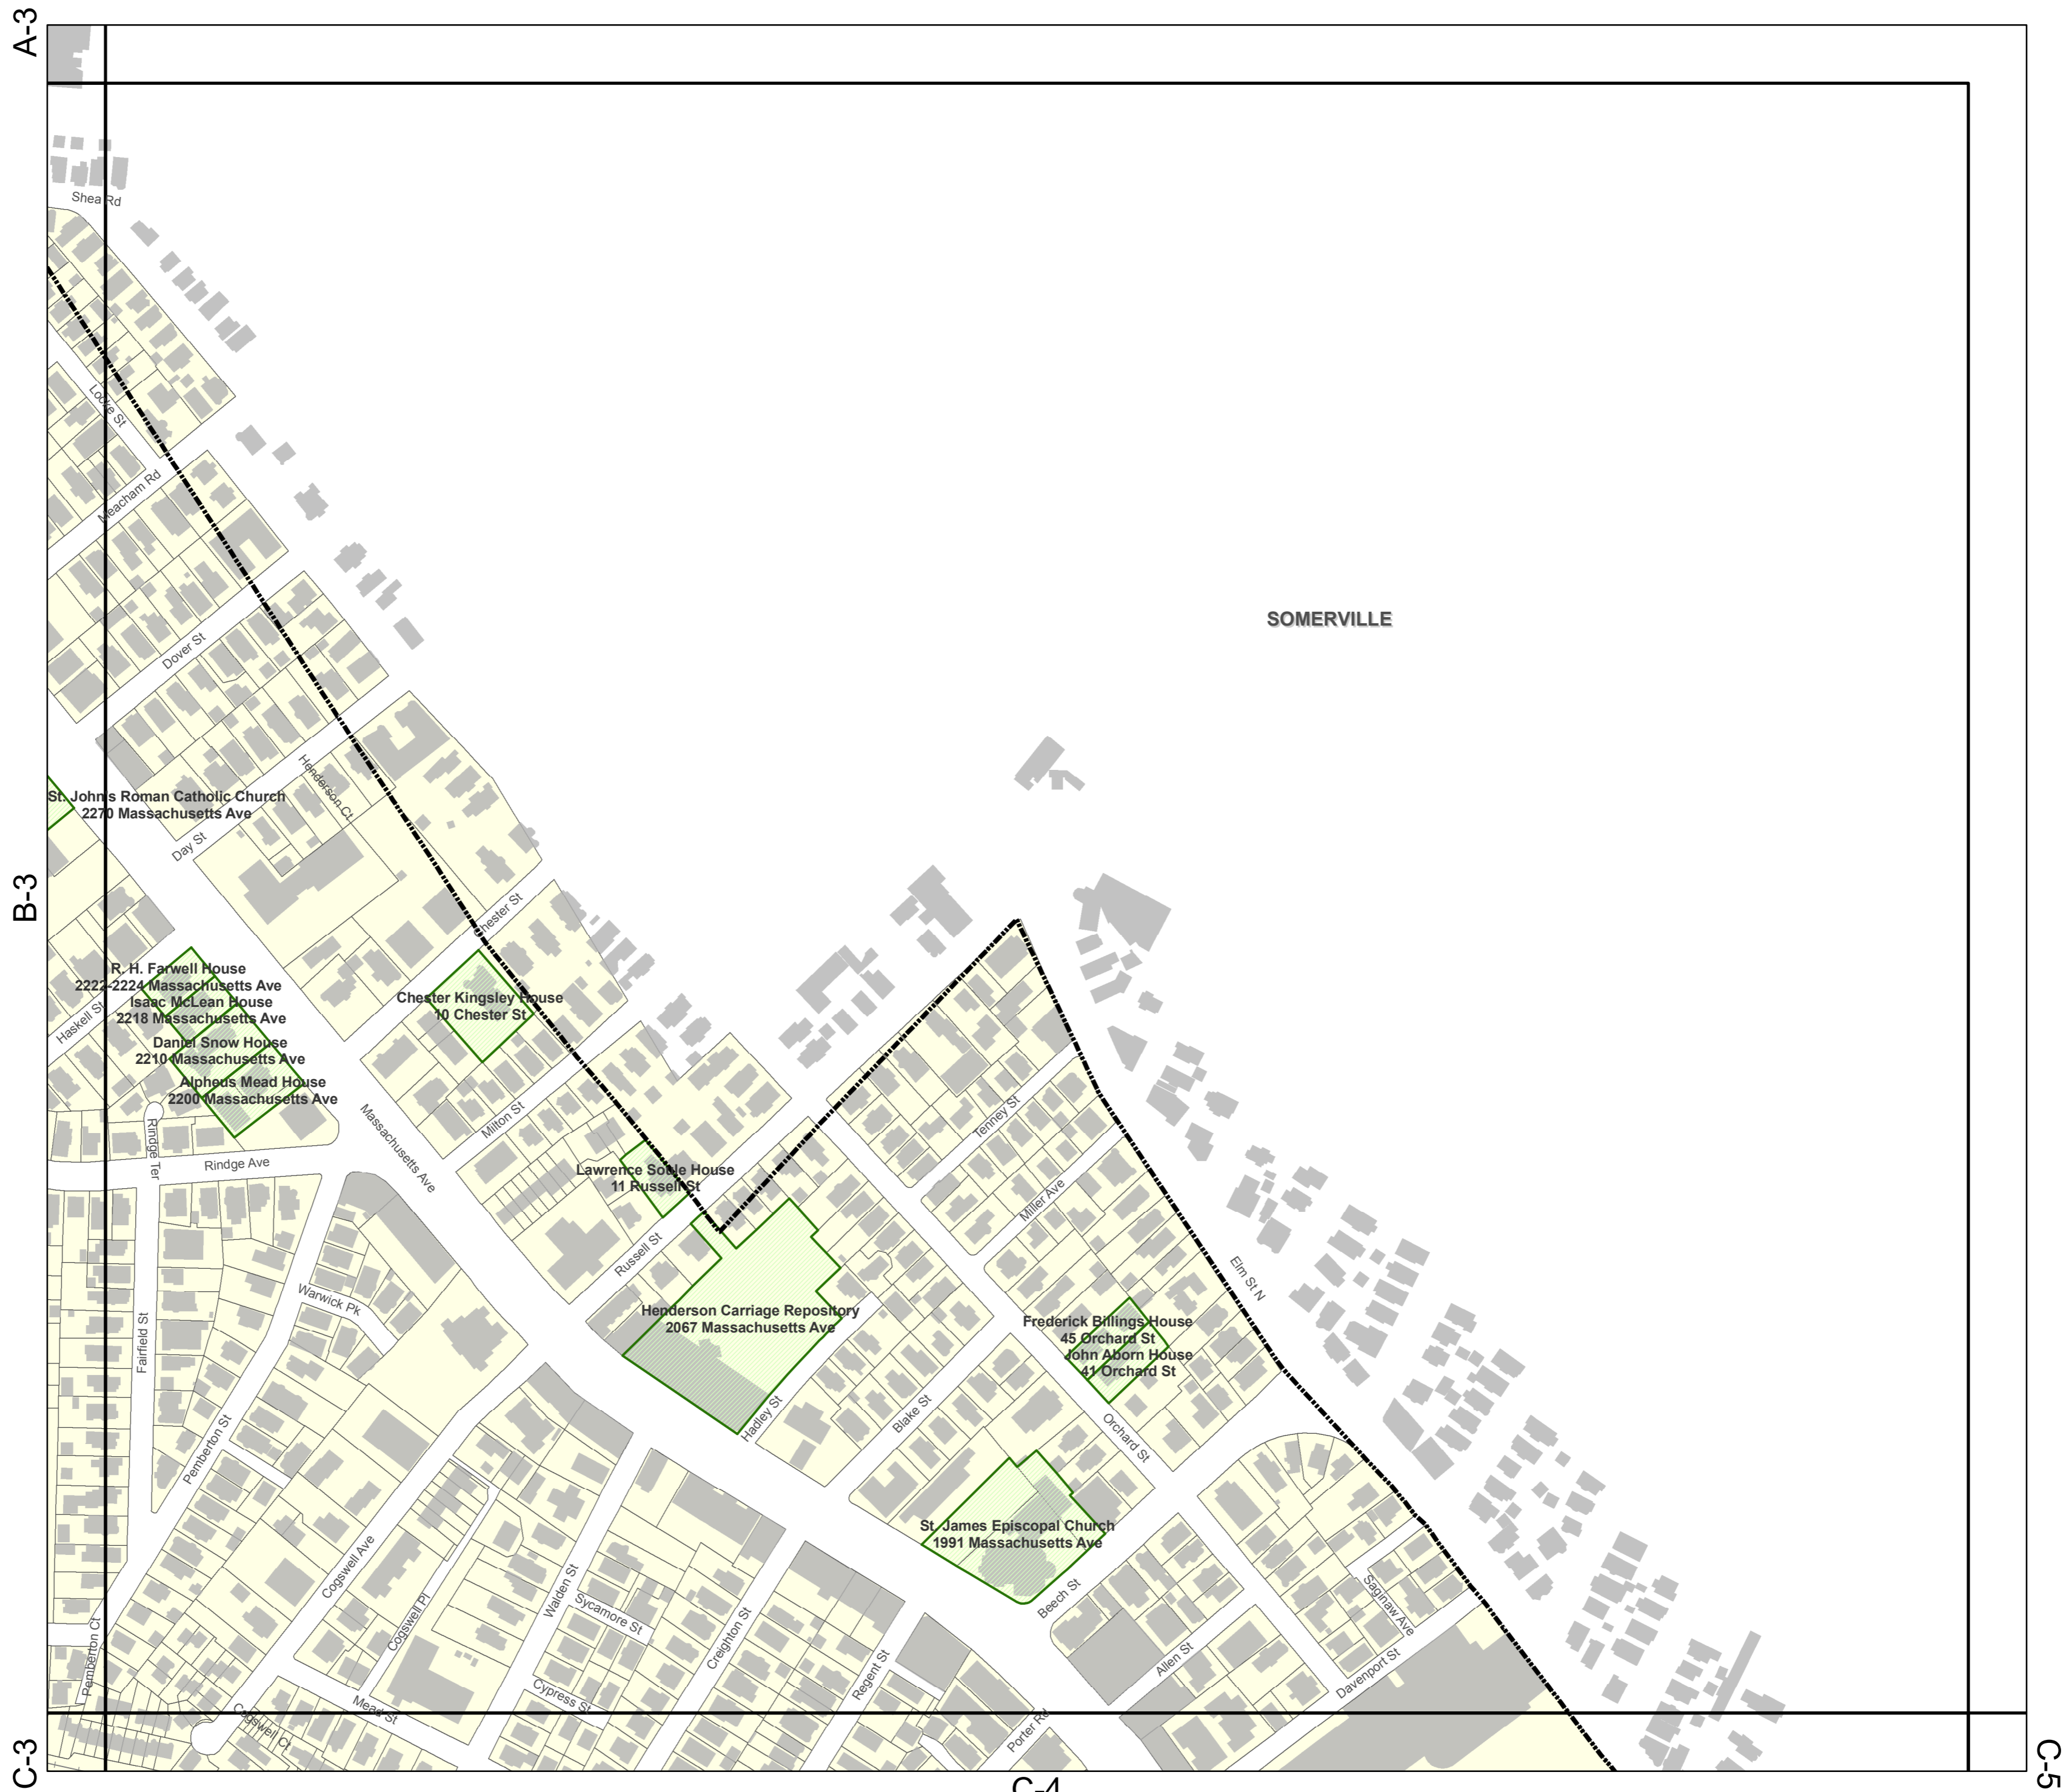 A-3
Shea Rd
Locke St
Meacham Rd
SOMERVILLE
Dover St
Henderson Ct
St. John's Roman Catholic Church
2270 Massachusetts Ave
Day St
B-3
Chester St
R. H. Farwell House
2222-2224 Massachusetts Ave
Isaac McLean House
2218 Massachusetts Ave
Chester Kingsley House
10 Chester St
Haskell St
Daniel Snow House
2210 Massachusetts Ave
Alpheus Mead House
2200 Massachusetts Ave
Massachusetts Ave
Milton St
Tenney St
Rindge Ter
Rindge Ave
Lawrence Soule House
11 Russell St
Miller Ave
Russell St
Elm St N
Warwick Pk
Henderson Carriage Repository
2067 Massachusetts Ave
Fairfield St
Frederick Billings House
45 Orchard St
John Aborn House
41 Orchard St
Hadley St
Blake St
Orchard St
Pemberton St
St. James Episcopal Church
1991 Massachusetts Ave
Cogswell Ave
Cogswell Pl
Walden St
Sycamore St
Beech St
Saginaw Ave
Creighton St
Pemberton Ct
Regent St
Allen St
Davenport St
Cypress St
Mead St
Cogswell Ct
Porter Rd
C-3
C-4
C-5